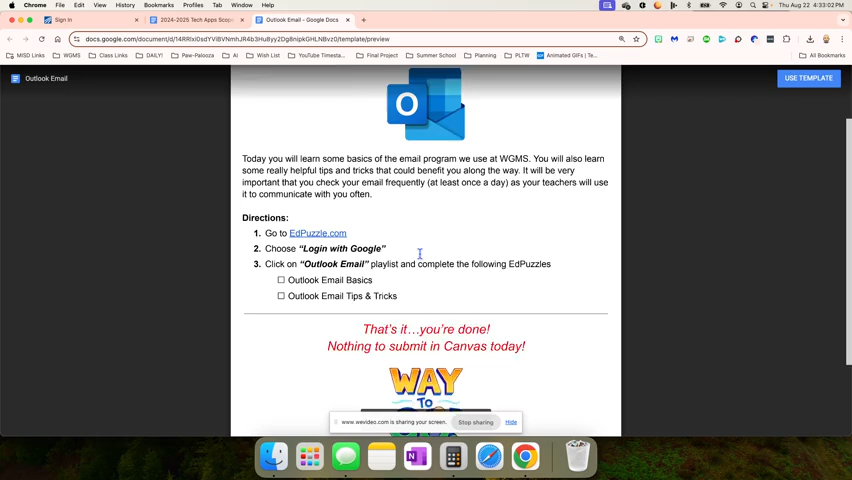 Chrome File Edit View History Bookmarks Profiles Tab Window Help Thu Aug 22 4:33:02 PM
Sign In 2024-2025 Tech Apps Scope Outlook Email - Google Docs
docs.google.com/document/d/
/template/preview
MISD Links WGMS Class Links DAILY! Paw-Palooza AI Wish List YouTube Timesta... Final Project Summer School Planning PLTW Animated GIFs | Te... All Bookmarks
Outlook Email USE TEMPLATE
O
Today you will learn some basics of the email program we use at WGMS. You will also learn
some really helpful tips and tricks that could benefit you along the way. It will be very
important that you check your email frequently (at least once a day) as your teachers will use
it to communicate with you often.
Directions:
1. Go to EdPuzzle.com
2. Choose “Login with Google”
3. Click on “Outlook Email” playlist and complete the following EdPuzzles
Outlook Email Basics
Outlook Email Tips & Tricks
That’s it…you’re done!
Nothing to submit in Canvas today!
WAY
TO
www.wevideo.com is sharing your screen. Stop sharing Hide